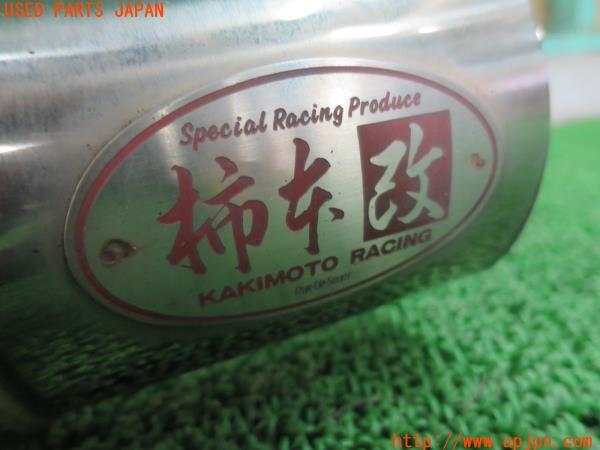 USED PARTS JAPAN
Special Racing Produce
柿本改
KAKIMOTO RACING
http://www.upjpn.com/